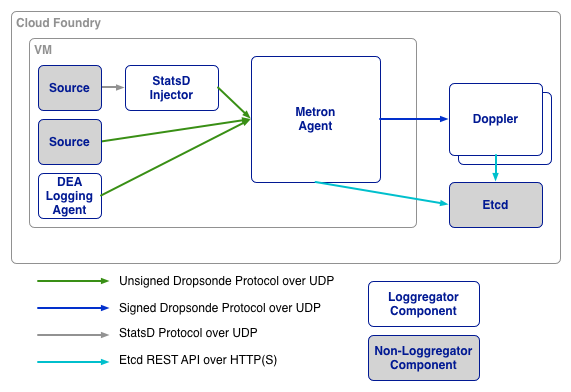 Cloud Foundry
VM
Source
StatsD
Injector
Metron
Agent
Doppler
Source
DEA
Logging
Agent
Etcd
Unsigned Dropsonde Protocol over UDP
Signed Dropsonde Protocol over UDP
StatsD Protocol over UDP
Etcd REST API over HTTP(S)
Loggregator
Component
Non-Loggregator
Component